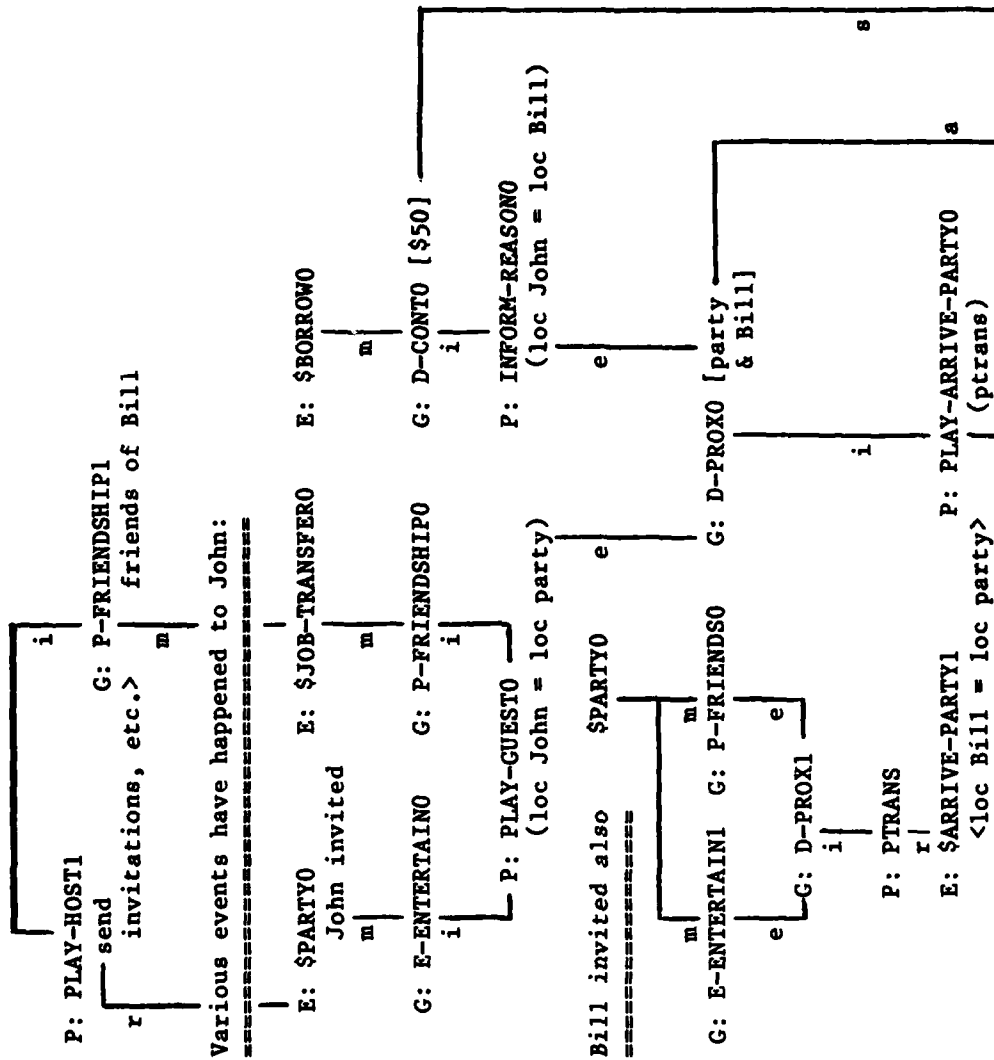 i
P: PLAY-HOST1
send G: P-FRIENDSHIP1
invitations, etc.> friends of Bill
r m
Various events have happened to John:
=====================================
E: $PARTY0 E: $JOB-TRANSFER0 E: $BORROW0
John invited
m m m
G: E-ENTERTAIN0 G: P-FRIENDSHIP0 G: D-CONT0 [$50]
i i i
P: PLAY-GUEST0 P: INFORM-REASON0
(loc John = loc party) (loc John = loc Bill)
Bill invited also $PARTY0 e e
=================
m m
G: E-ENTERTAIN1 G: P-FRIENDS0 G: D-PROX0 [party
& Bill]
e e
G: D-PROX1
i i s
P: PTRANS
r
E: $ARRIVE-PARTY1 P: PLAY-ARRIVE-PARTY0 a
<loc Bill = loc party> (ptrans)